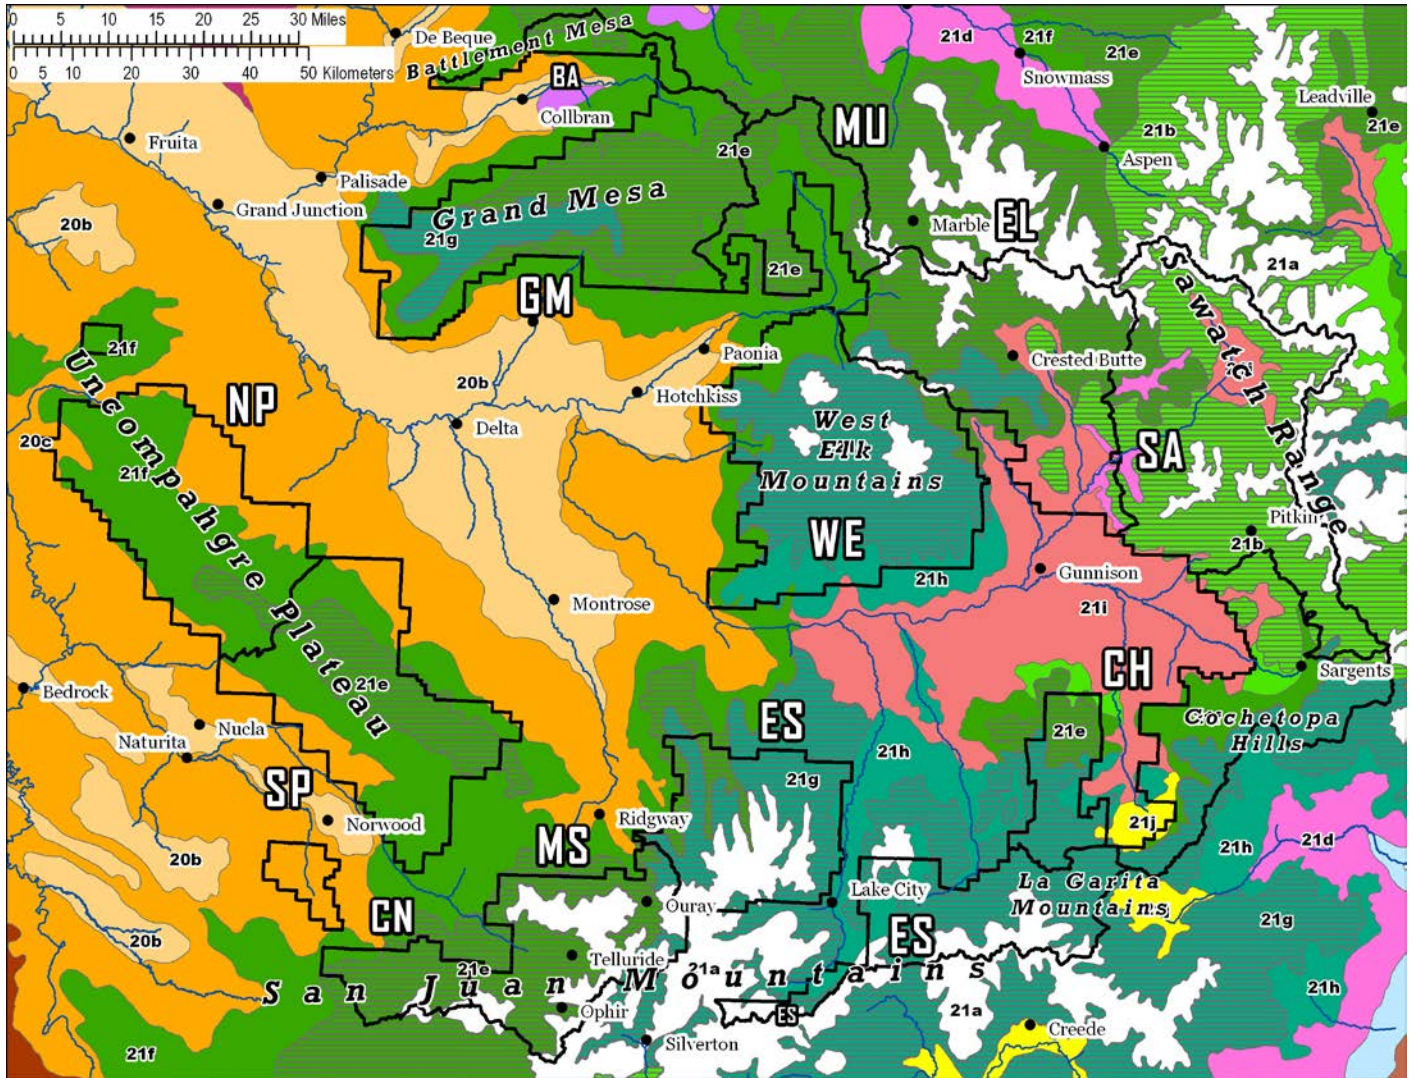 0 5 10 15 20 25 30 Miles
0 5 10 20 30 40 50 Kilometers
De Beque
Battlement Mesa
BA
Collbran
21d
21f
21e
Snowmass
Leadville
21e
21b
Fruita
MU
Aspen
Palisade
21e
Grand Junction
Grand Mesa
20b
21g
Marble
EL
21e
21a
Sawatch Range
GM
21f
Paonia
Crested Butte
20b
Hotchkiss
NP
Delta
West
Elk
Mountains
20c
21f
SA
Uncompahgre Plateau
Pitkin
WE
21b
21h
Gunnison
Montrose
21i
CH
Sargents
Bedrock
21e
Nucla
Naturita
ES
Cochetopa
Hills
21e
21h
SP
21g
Norwood
Ridgway
21j
21d
MS
21h
20b
La Garita
Mountains
Lake City
Ouray
CN
ES
21g
20b
Telluride
21e
21a
San Juan Mountains
21h
Ophir
ES
21a
Creede
21f
Silverton